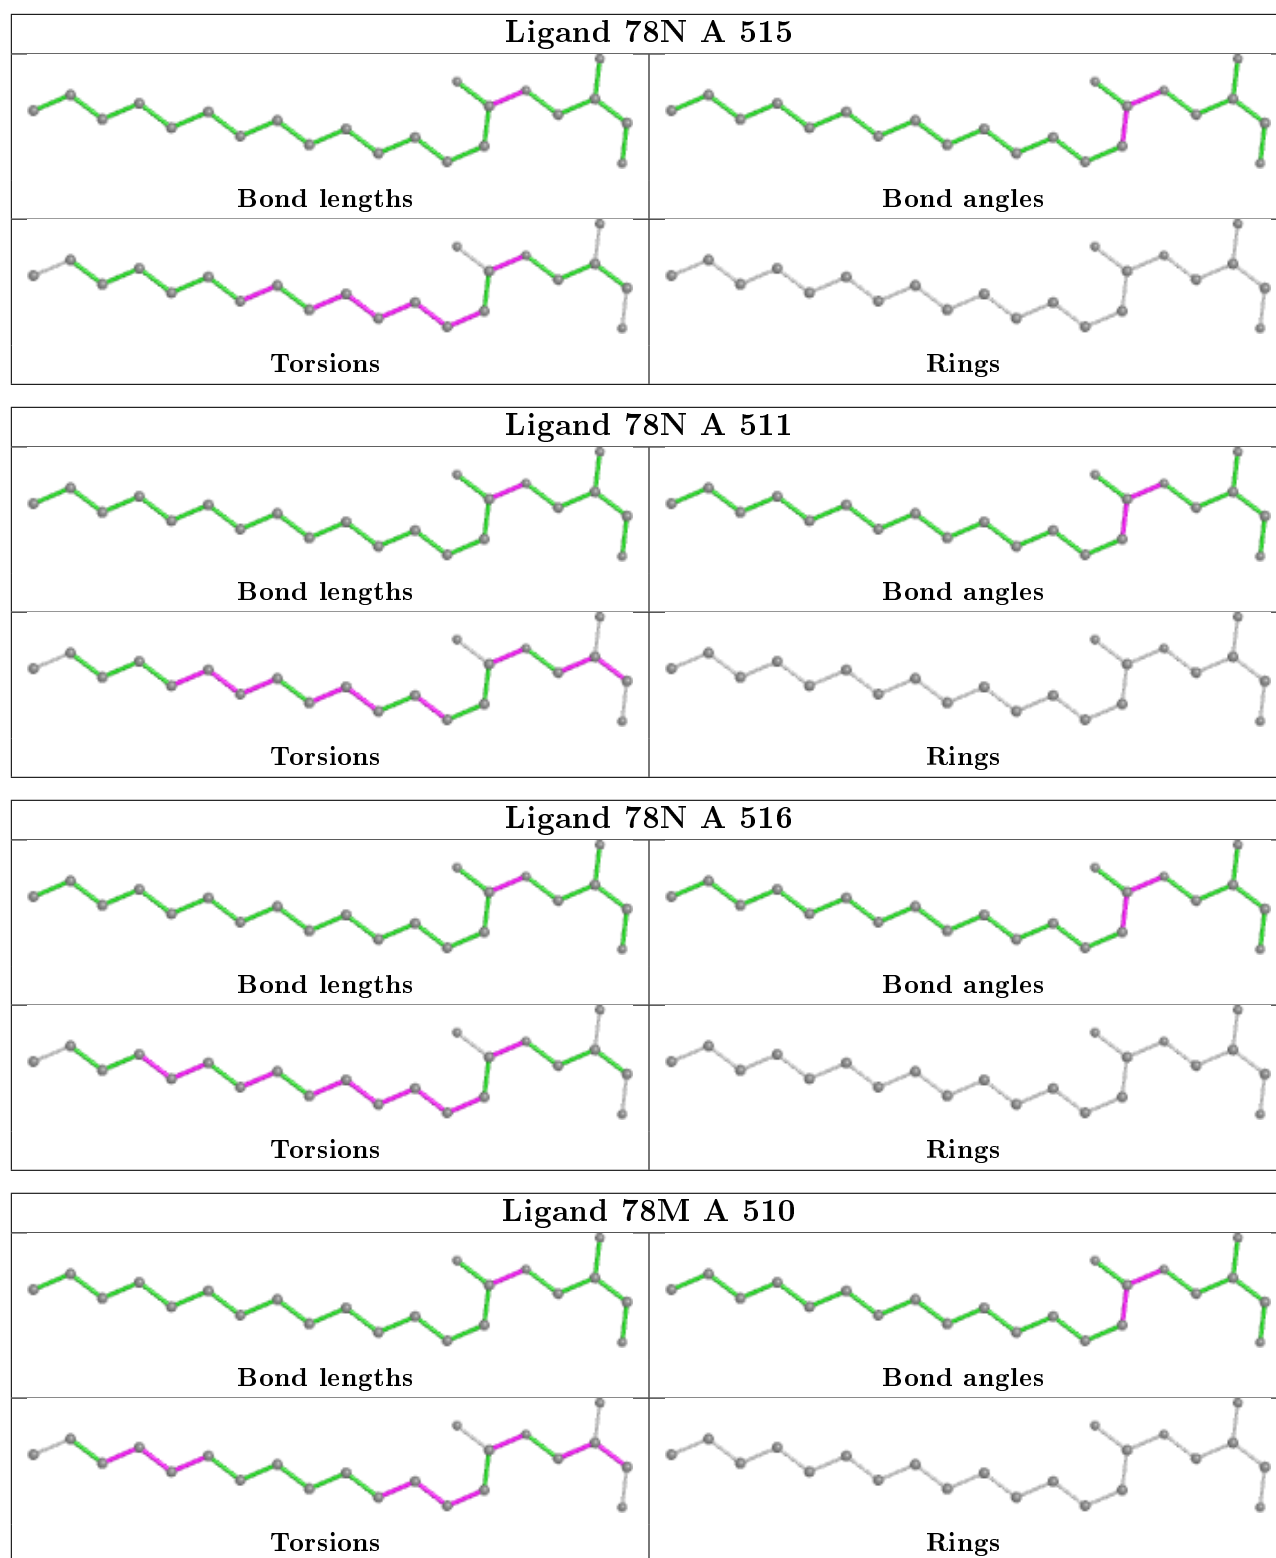 Ligand 78N A 515
Bond lengths
Bond angles
Torsions
Rings
Ligand 78N A 511
Bond lengths
Bond angles
Torsions
Rings
Ligand 78N A 516
Bond lengths
Bond angles
Torsions
Rings
Ligand 78M A 510
Bond lengths
Bond angles
Torsions
Rings